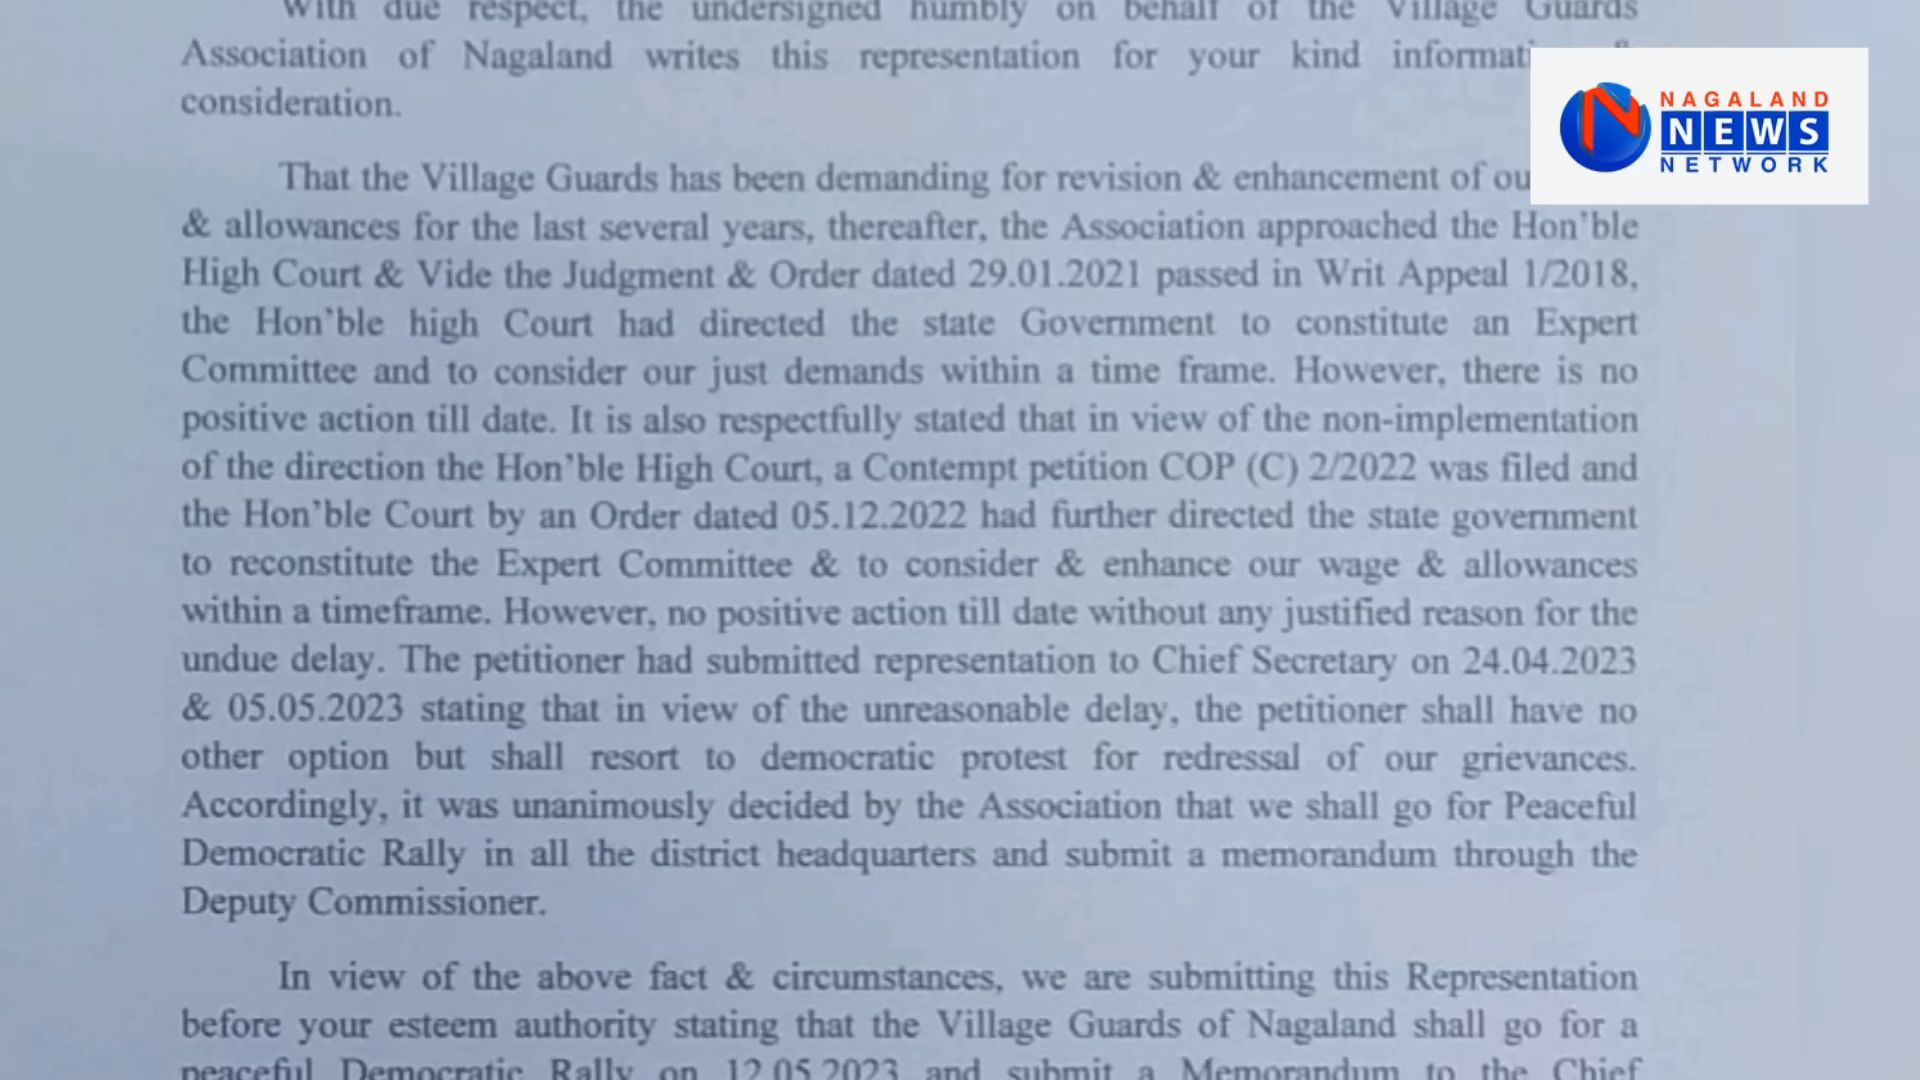 With due respect, the undersigned humbly on behalf of the Village Guards
Association of Nagaland writes this representation for your kind
consideration.
That the Village Guards has been demanding for revision & enhancement of
& allowances for the last several years, thereafter, the Association approached the Hon'ble
High Court & Vide the Judgment & Order dated 29.01.2021 passed in Writ Appeal 1/2018,
the Hon'ble high Court had directed the state Government to constitute an Expert
Committee and to consider our just demands within a time frame. However, there is no
positive action till date. It is also respectfully stated that in view of the non-implementation
of the direction the Hon'ble High Court, a Contempt petition COP (C) 2/2022 was filed and
the Hon'ble Court by an Order dated 05.12.2022 had further directed the state government
to reconstitute the Expert Committee & to consider & enhance our wage & allowances
within a timeframe. However, no positive action till date without any justified reason for the
undue delay. The petitioner had submitted representation to Chief Secretary on 24.04.2023
& 05.05.2023 stating that in view of the unreasonable delay, the petitioner shall have no
other option but shall resort to democratic protest for redressal of our grievances.
Accordingly, it was unanimously decided by the Association that we shall go for Peaceful
Democratic Rally in all the district headquarters and submit a memorandum through the
Deputy Commissioner.
In view of the above fact & circumstances, we are submitting this Representation
before your esteem authority stating that the Village Guards of Nagaland shall go for a
peaceful Democratic Rally on 12.05.2023 and submit a Memorandum to the Chief
NAGALAND
NEWS
NETWORK